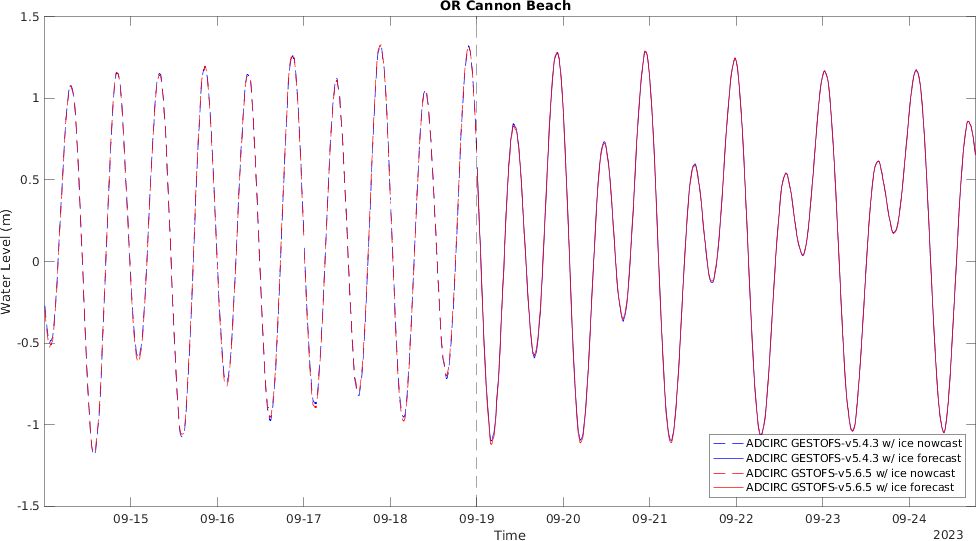 OR Cannon Beach
1.5
1
0.5
0
-0.5
-1
-1.5
Water Level (m)
09-15 09-16 09-17 09-18 09-19 09-20 09-21 09-22 09-23 09-24
Time
2023
ADCIRC GESTOFS-v5.4.3 w/ ice nowcast
ADCIRC GESTOFS-v5.4.3 w/ ice forecast
ADCIRC GSTOFS-v5.6.5 w/ ice nowcast
ADCIRC GSTOFS-v5.6.5 w/ ice forecast